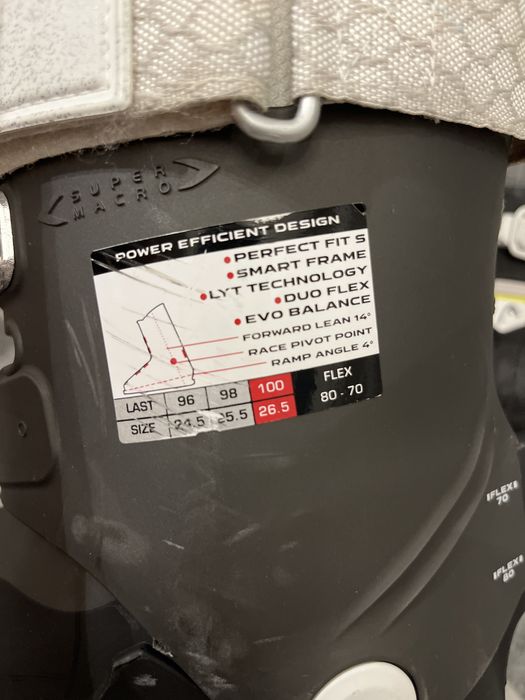 SUPER
MACRO
POWER EFFICIENT DESIGN
PERFECT FIT S
SMART FRAME
LYT TECHNOLOGY
DUO FLEX
EVO BALANCE
FORWARD LEAN 14°
RACE PIVOT POINT
RAMP ANGLE 4°
LAST 96 98 100 FLEX
SIZE 24.5 25.5 26.5 80 - 70
FLEX
70
FLEX
80